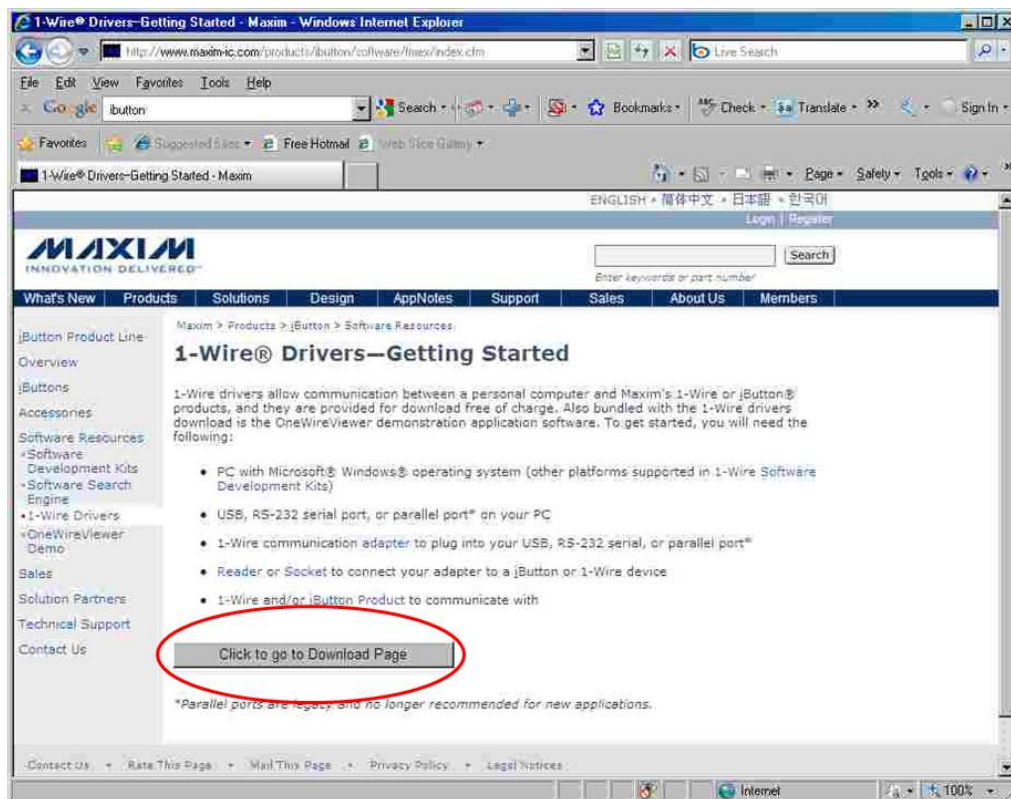 1-Wire® Drivers—Getting Started - Maxim - Windows Internet Explorer
http://www.maxim-ic.com/products/ibutton/software/tmex/index.cfm
Live Search
File Edit View Favorites Tools Help
Google ibutton Search Bookmarks Check Translate Sign In
Favorites Suggested Sites Free Hotmail Web Slice Gallery
1-Wire® Drivers—Getting Started - Maxim Page Safety Tools
ENGLISH • 简体中文 • 日本語 • 한국어
Login | Register
MAXIM
INNOVATION DELIVERED™
Search
Enter keywords or part number
What's New Products Solutions Design AppNotes Support Sales About Us Members
iButton Product Line
Overview
iButtons
Accessories
Software Resources
Software
Development Kits
Software Search
Engine
1-Wire Drivers
OneWireViewer
Demo
Sales
Solution Partners
Technical Support
Contact Us
Maxim > Products > iButton > Software Resources
1-Wire® Drivers—Getting Started
1-Wire drivers allow communication between a personal computer and Maxim's 1-Wire or iButton®
products, and they are provided for download free of charge. Also bundled with the 1-Wire drivers
download is the OneWireViewer demonstration application software. To get started, you will need the
following:
• PC with Microsoft® Windows® operating system (other platforms supported in 1-Wire Software
Development Kits)
• USB, RS-232 serial port, or parallel port* on your PC
• 1-Wire communication adapter to plug into your USB, RS-232 serial, or parallel port*
• Reader or Socket to connect your adapter to a iButton or 1-Wire device
• 1-Wire and/or iButton Product to communicate with
Click to go to Download Page
*Parallel ports are legacy and no longer recommended for new applications.
Contact Us • Rate This Page • Mail This Page • Privacy Policy • Legal Notices
Internet 100%